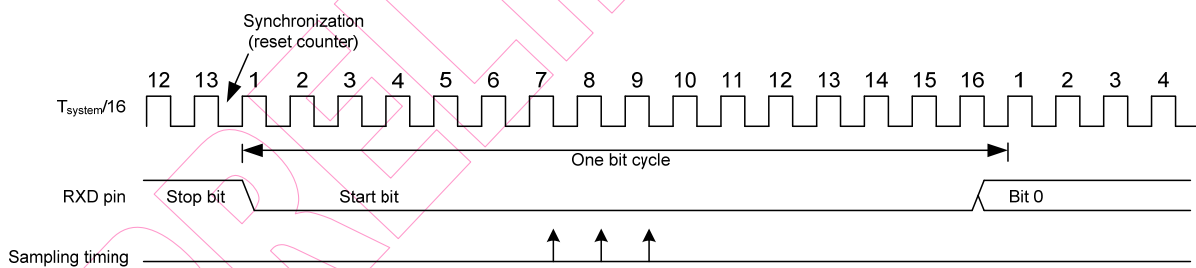 Synchronization
(reset counter)
12 13 1 2 3 4 5 6 7 8 9 10 11 12 13 14 15 16 1 2 3 4
Tsystem/16
One bit cycle
RXD pin Stop bit Start bit Bit 0
Sampling timing